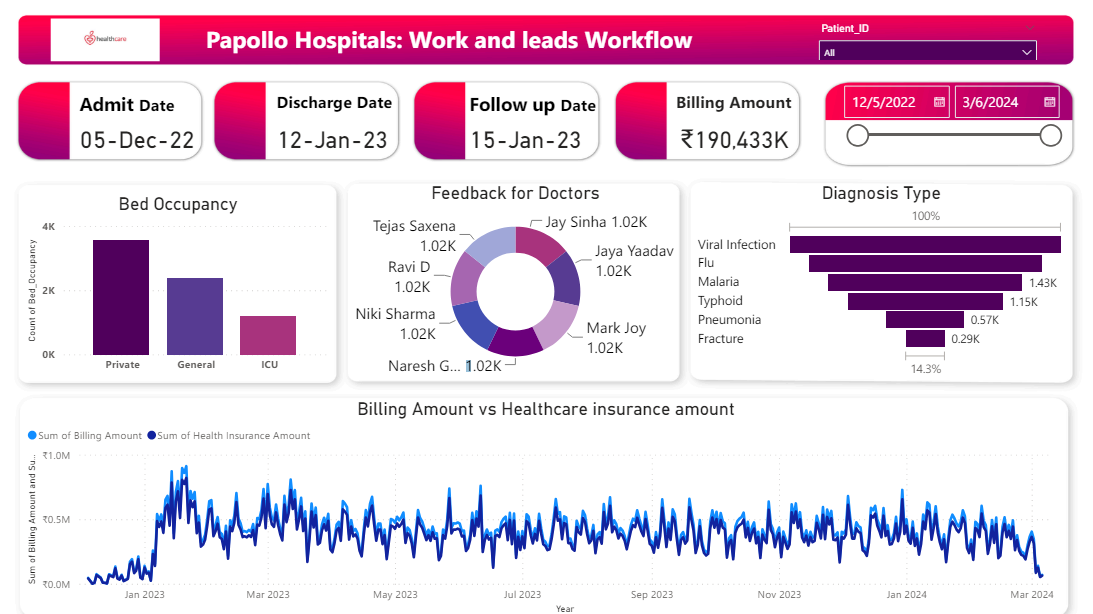 healthcare
Papollo Hospitals: Work and leads Workflow
Patient_ID
All
Admit Date
05-Dec-22
Discharge Date
12-Jan-23
Follow up Date
15-Jan-23
Billing Amount
₹190,433K
12/5/2022
3/6/2024
Bed Occupancy
Count of Bed_Occupancy
4K
2K
0K
Private
General
ICU
Feedback for Doctors
Jay Sinha 1.02K
Jaya Yaadav
1.02K
Mark Joy
1.02K
Naresh G... 1.02K
Niki Sharma
1.02K
Ravi D
1.02K
Tejas Saxena
1.02K
Diagnosis Type
100%
Viral Infection
Flu
Malaria
1.43K
Typhoid
1.15K
Pneumonia
0.57K
Fracture
0.29K
14.3%
Billing Amount vs Healthcare insurance amount
Sum of Billing Amount
Sum of Health Insurance Amount
Sum of Billing Amount and Su...
₹1.0M
₹0.5M
₹0.0M
Jan 2023
Mar 2023
May 2023
Jul 2023
Sep 2023
Nov 2023
Jan 2024
Mar 2024
Year